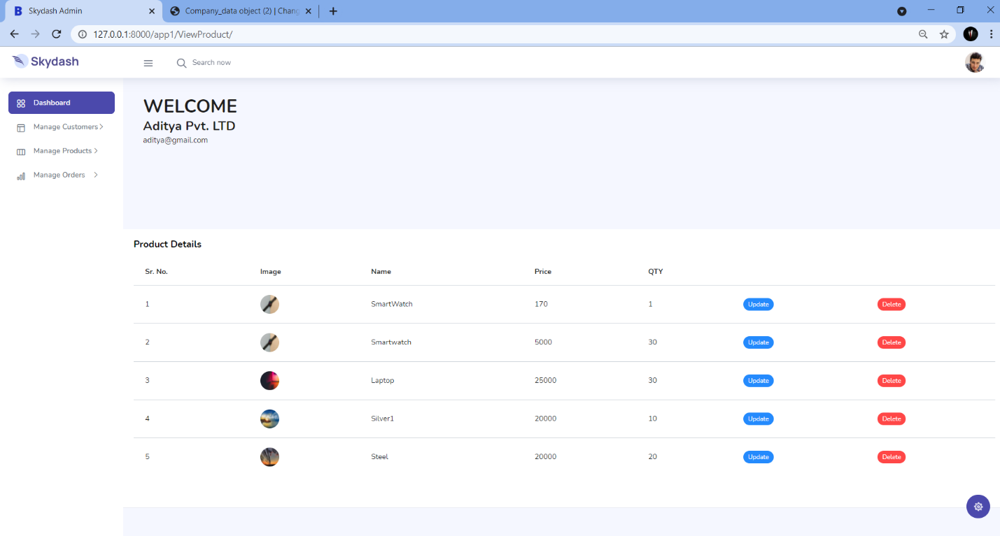 Skydash Admin
Company_data object (2) | Chang
127.0.0.1:8000/app1/ViewProduct/
Skydash
Search now
Dashboard
Manage Customers
Manage Products
Manage Orders
WELCOME
Aditya Pvt. LTD
aditya@gmail.com
Product Details
Sr. No. Image Name Price QTY
1 SmartWatch 170 1 Update Delete
2 Smartwatch 5000 30 Update Delete
3 Laptop 25000 30 Update Delete
4 Silver1 20000 10 Update Delete
5 Steel 20000 20 Update Delete